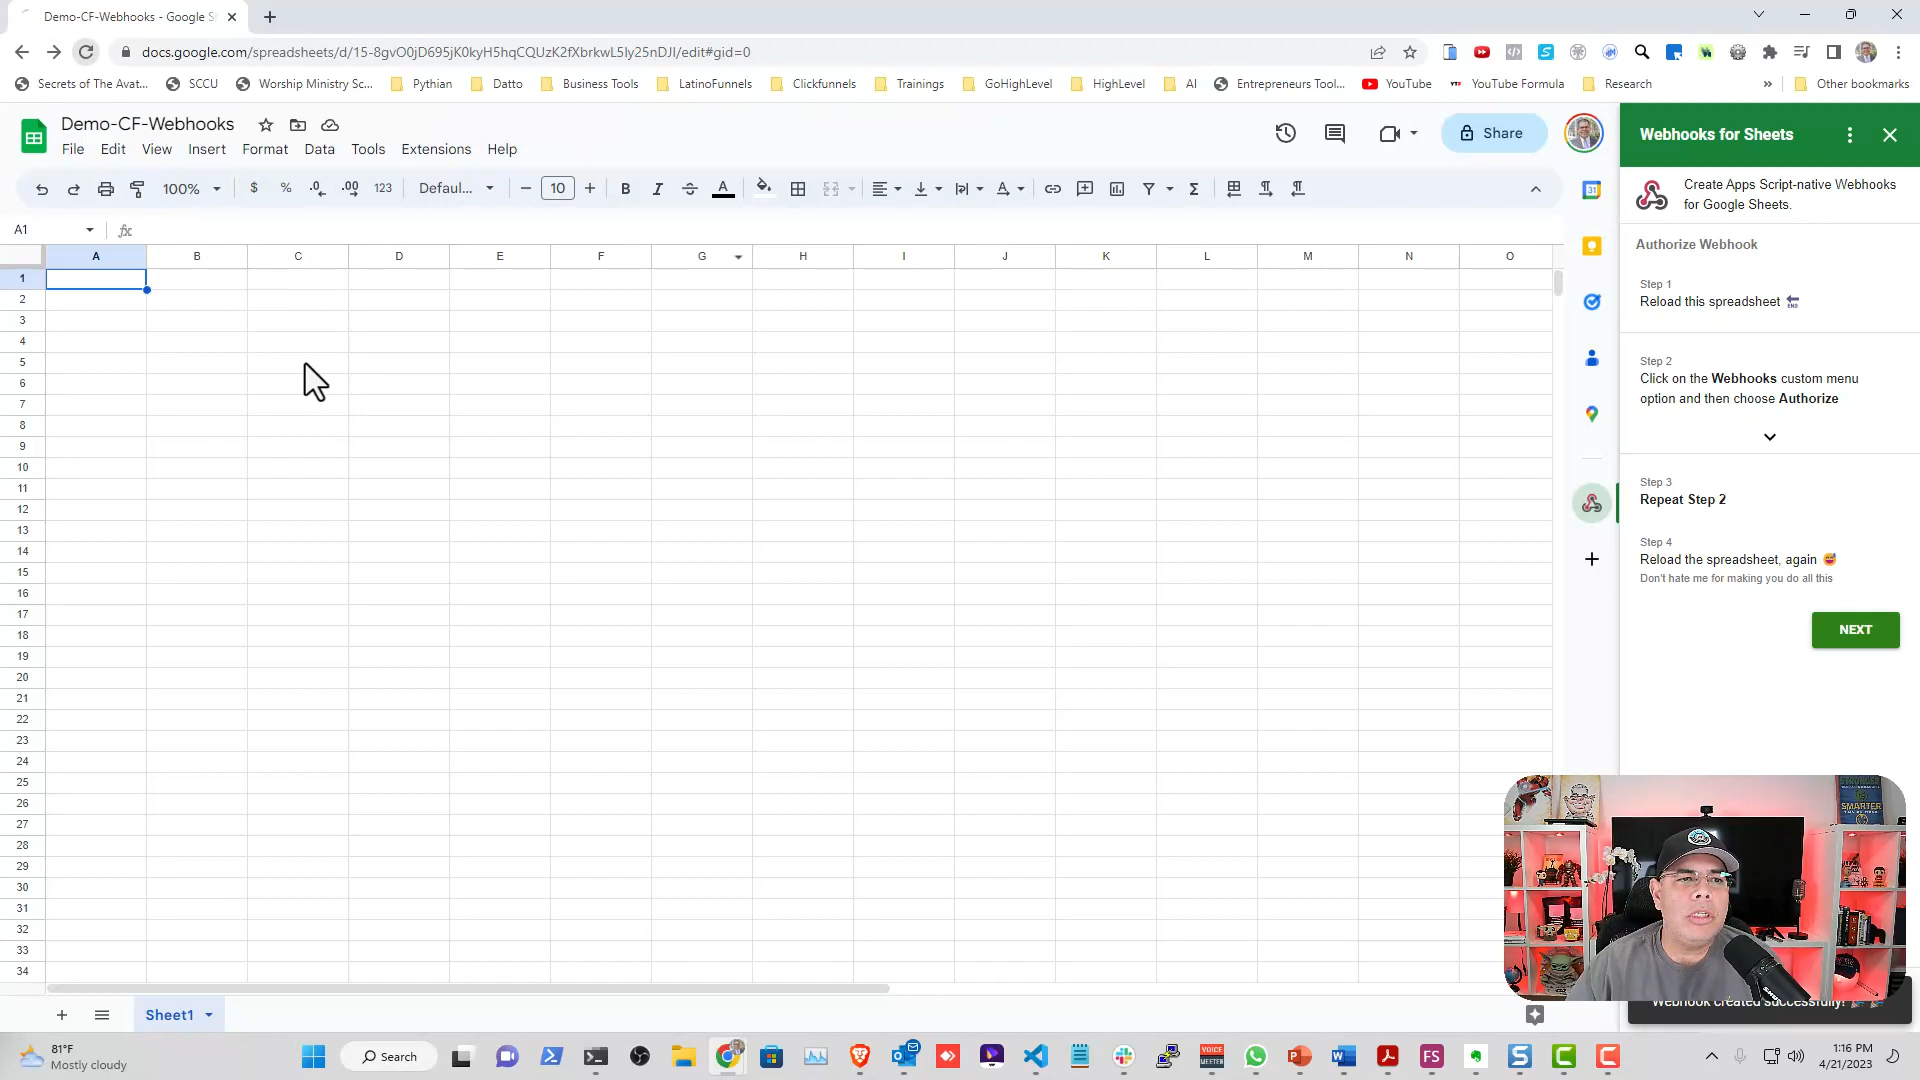 Demo-CF-Webhooks - Google S
docs.google.com/spreadsheets/d/15-8gvO0jD695jK0kyH5hqCQUzK2fXbrkwL5Iy25nDJI/edit#gid=0
Secrets of The Avat... SCCU Worship Ministry Sc... Pythian Datto Business Tools LatinoFunnels Clickfunnels Trainings GoHighLevel HighLevel AI Entrepreneurs Tool... YouTube YouTube Formula Research » Other bookmarks
Demo-CF-Webhooks
File Edit View Insert Format Data Tools Extensions Help
Share
100% $ % .0 .00 123 Defaul... 10
A1
A B C D E F G H I J K L M N O
1
2
3
4
5
6
7
8
9
10
11
12
13
14
15
16
17
18
19
20
21
22
23
24
25
26
27
28
29
30
31
32
33
34
Sheet1
Webhooks for Sheets
Create Apps Script-native Webhooks
for Google Sheets.
Authorize Webhook
Step 1
Reload this spreadsheet
Step 2
Click on the Webhooks custom menu
option and then choose Authorize
Step 3
Repeat Step 2
Step 4
Reload the spreadsheet, again
Don't hate me for making you do all this
NEXT
SMARTER
Webhook created successfully!
81°F
Mostly cloudy
Search
VOICE
MEETER
FS
1:16 PM
4/21/2023